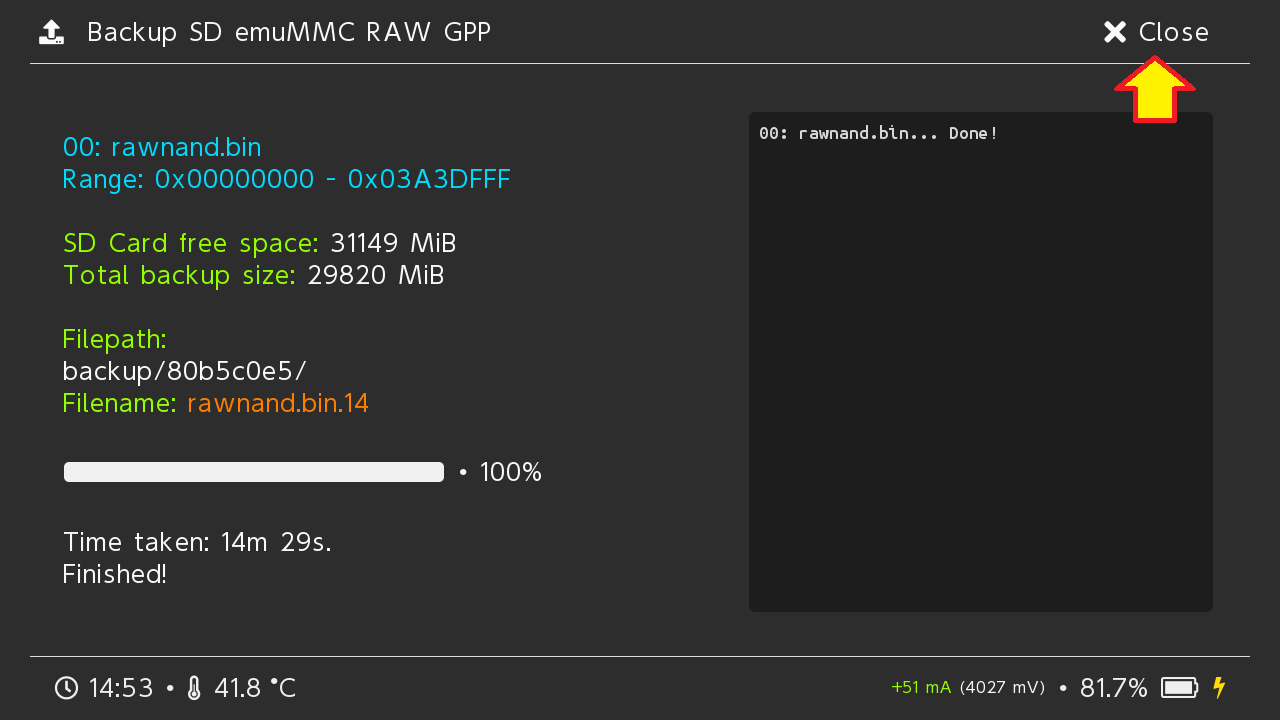 Backup SD emuMMC RAW GPP
Close
00: rawnand.bin
Range: 0x00000000 - 0x03A3DFFF
SD Card free space: 31149 MiB
Total backup size: 29820 MiB
Filepath:
backup/80b5c0e5/
Filename: rawnand.bin.14
• 100%
Time taken: 14m 29s.
Finished!
00: rawnand.bin... Done!
14:53 • 41.8 °C
+51 mA (4027 mV) • 81.7%